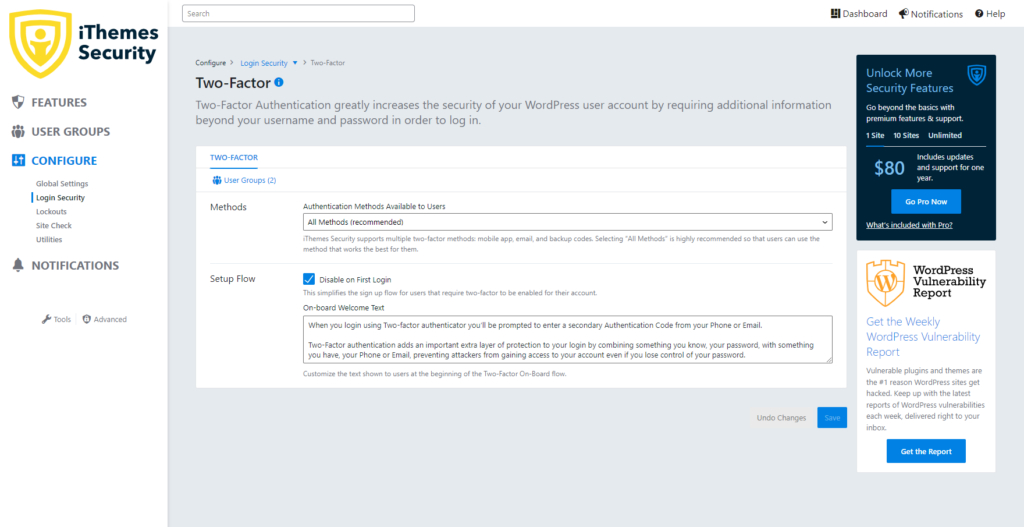 iThemes
Security
FEATURES
USER GROUPS
CONFIGURE
Global Settings
Login Security
Lockouts
Site Check
Utilities
NOTIFICATIONS
Tools
Advanced
Search
Dashboard
Notifications
Help
Configure > Login Security > Two-Factor
Two-Factor
Two-Factor Authentication greatly increases the security of your WordPress user account by requiring additional information
beyond your username and password in order to log in.
TWO-FACTOR
User Groups (2)
Methods
Authentication Methods Available to Users
All Methods (recommended)
iThemes Security supports multiple two-factor methods: mobile app, email, and backup codes. Selecting "All Methods" is highly recommended so that users can use the
method that works the best for them.
Setup Flow
Disable on First Login
This simplifies the sign up flow for users that require two-factor to be enabled for their account.
On-board Welcome Text
When you login using Two-factor authenticator you'll be prompted to enter a secondary Authentication Code from your Phone or Email.
Two-Factor authentication adds an important extra layer of protection to your login by combining something you know, your password, with something
you have, your Phone or Email, preventing attackers from gaining access to your account even if you lose control of your password.
Customize the text shown to users at the beginning of the Two-Factor On-Board flow.
Undo Changes
Save
Unlock More
Security Features
Go beyond the basics with
premium features & support.
1 Site 10 Sites Unlimited
$80
Includes updates
and support for one
year.
Go Pro Now
What's included with Pro?
WordPress
Vulnerability
Report
Get the Weekly
WordPress Vulnerability
Report
Vulnerable plugins and themes are
the #1 reason WordPress sites get
hacked. Keep up with the latest
reports of WordPress vulnerabilities
each week, delivered right to your
inbox.
Get the Report